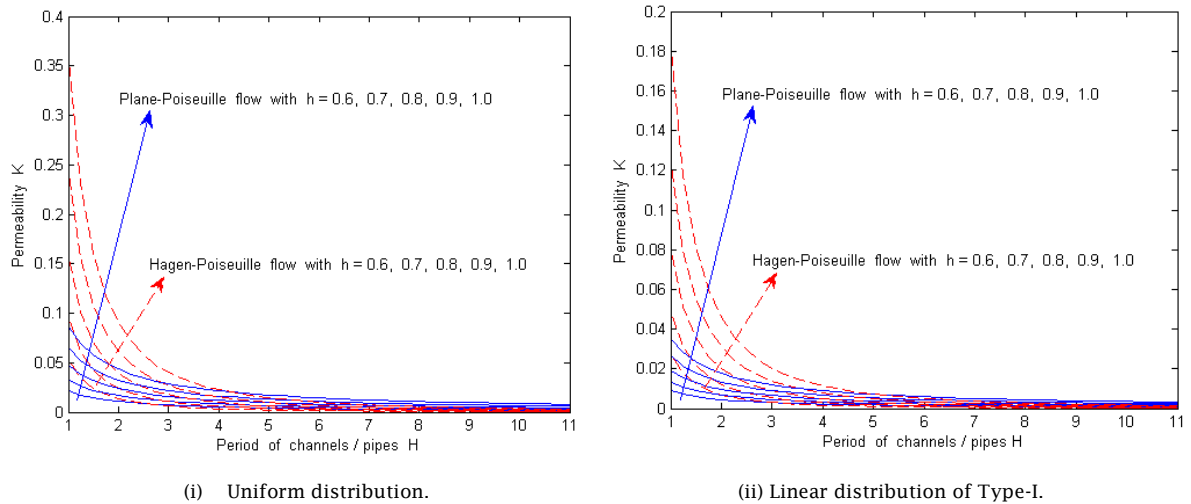 0.4
0.35
0.3
0.25
0.2
0.15
0.1
0.05
0
Permeability K
Plane-Poiseuille flow with h = 0.6, 0.7, 0.8, 0.9, 1.0
Hagen-Poiseuille flow with h = 0.6, 0.7, 0.8, 0.9, 1.0
1 2 3 4 5 6 7 8 9 10 11
Period of channels / pipes H
(i) Uniform distribution.
0.2
0.18
0.16
0.14
0.12
0.1
0.08
0.06
0.04
0.02
0
Permeability K
Plane-Poiseuille flow with h = 0.6, 0.7, 0.8, 0.9, 1.0
Hagen-Poiseuille flow with h = 0.6, 0.7, 0.8, 0.9, 1.0
1 2 3 4 5 6 7 8 9 10 11
Period of channels / pipes H
(ii) Linear distribution of Type-I.